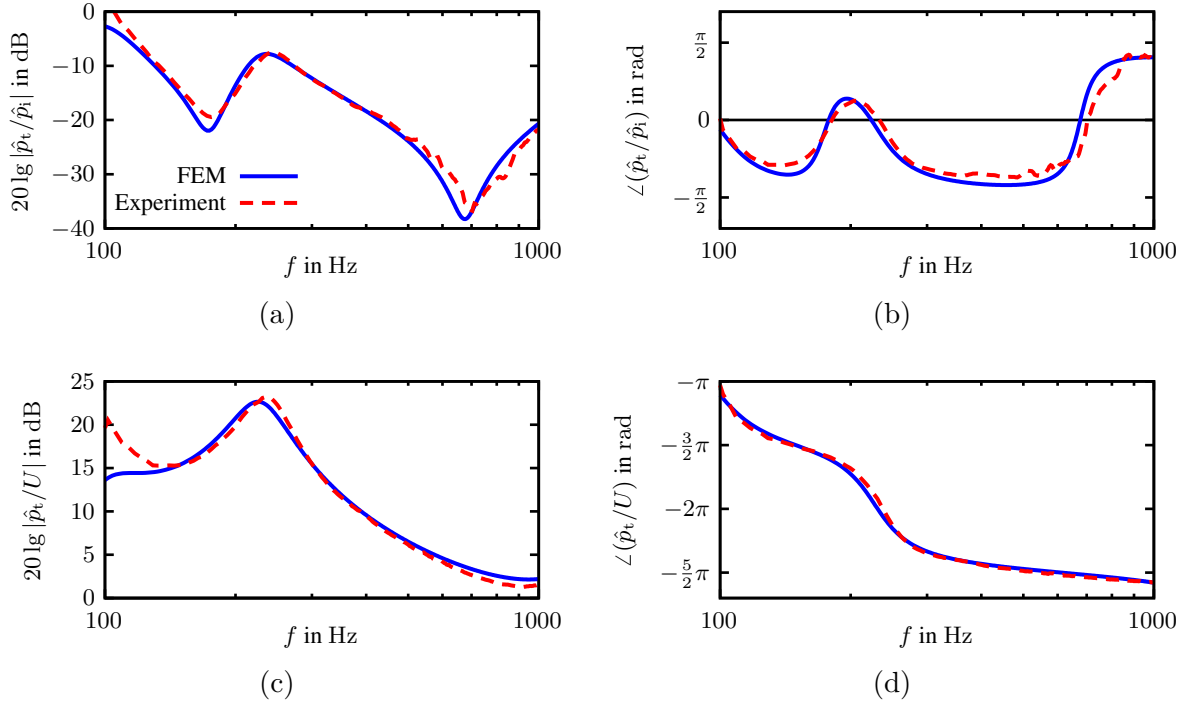 20 lg |p̂t/p̂i| in dB
0
−10
−20
−30
−40
FEM
Experiment
100
1000
f in Hz
(a)
∠(p̂t/p̂i) in rad
π/2
0
−π/2
100
1000
f in Hz
(b)
20 lg |p̂t/U| in dB
25
20
15
10
5
0
100
1000
f in Hz
(c)
∠(p̂t/U) in rad
−π
−3/2π
−2π
−5/2π
100
1000
f in Hz
(d)